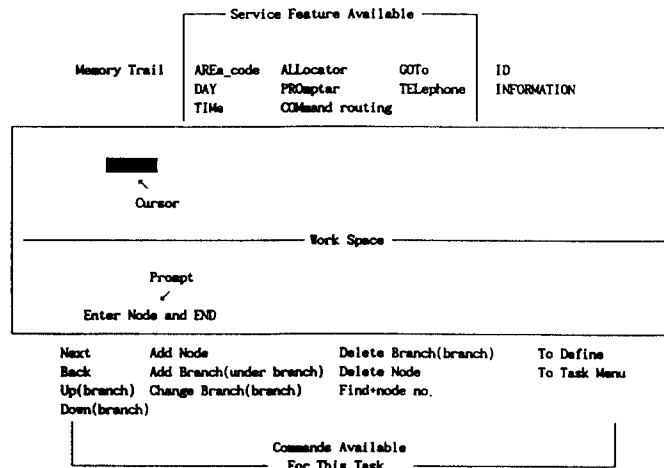 Service Feature Available
Memory Trail AREa_code ALLocator GOTo ID
DAY PROmptar TELephone INFORMATION
TIMe COMmand routing
Cursor
Work Space
Prompt
Enter Node and END
Next Add Node Delete Branch(branch) To Define
Back Add Branch(under branch) Delete Node To Task Menu
Up(branch) Change Branch(branch) Find+node no.
Down(branch)
Commands Available
For This Task